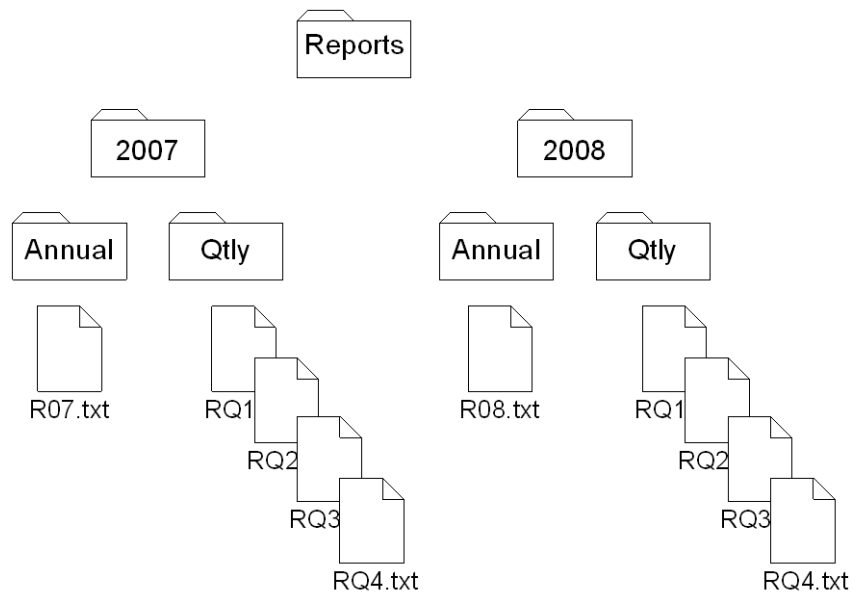 Reports
2007
2008
Annual
Qtly
Annual
Qtly
R07.txt
RQ1
R08.txt
RQ1
RQ2
RQ2
RQ3
RQ3
RQ4.txt
RQ4.txt